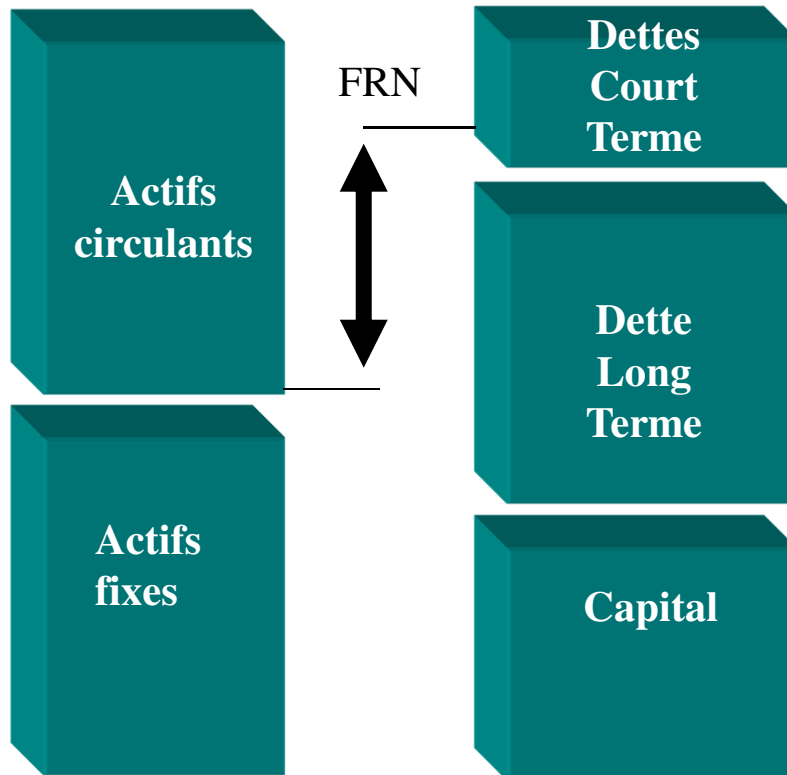 Actifs
circulants
Actifs
fixes
FRN
Dettes
Court
Terme
Dette
Long
Terme
Capital